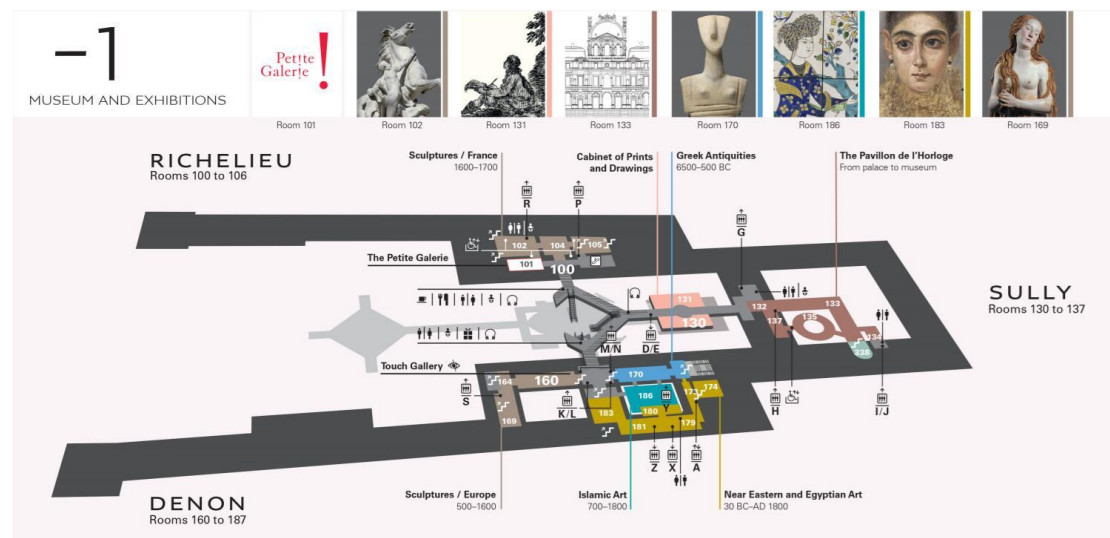 –1
MUSEUM AND EXHIBITIONS
Petite
Galerie !
Room 101
Room 102
Room 131
Room 133
Room 170
Room 186
Room 183
Room 169
RICHELIEU
Rooms 100 to 106
Sculptures / France
1600–1700
Cabinet of Prints
and Drawings
Greek Antiquities
6500–500 BC
The Pavillon de l'Horloge
From palace to museum
R
P
G
102
104
105
The Petite Galerie
101
100
SULLY
Rooms 130 to 137
131
130
132
133
137
135
134
338
M/N
D/E
H
I/J
Touch Gallery
164
160
170
S
K/L
186
Y
173
174
169
183
180
181
179
Z
X
A
DENON
Rooms 160 to 187
Sculptures / Europe
500–1600
Islamic Art
700–1800
Near Eastern and Egyptian Art
30 BC–AD 1800